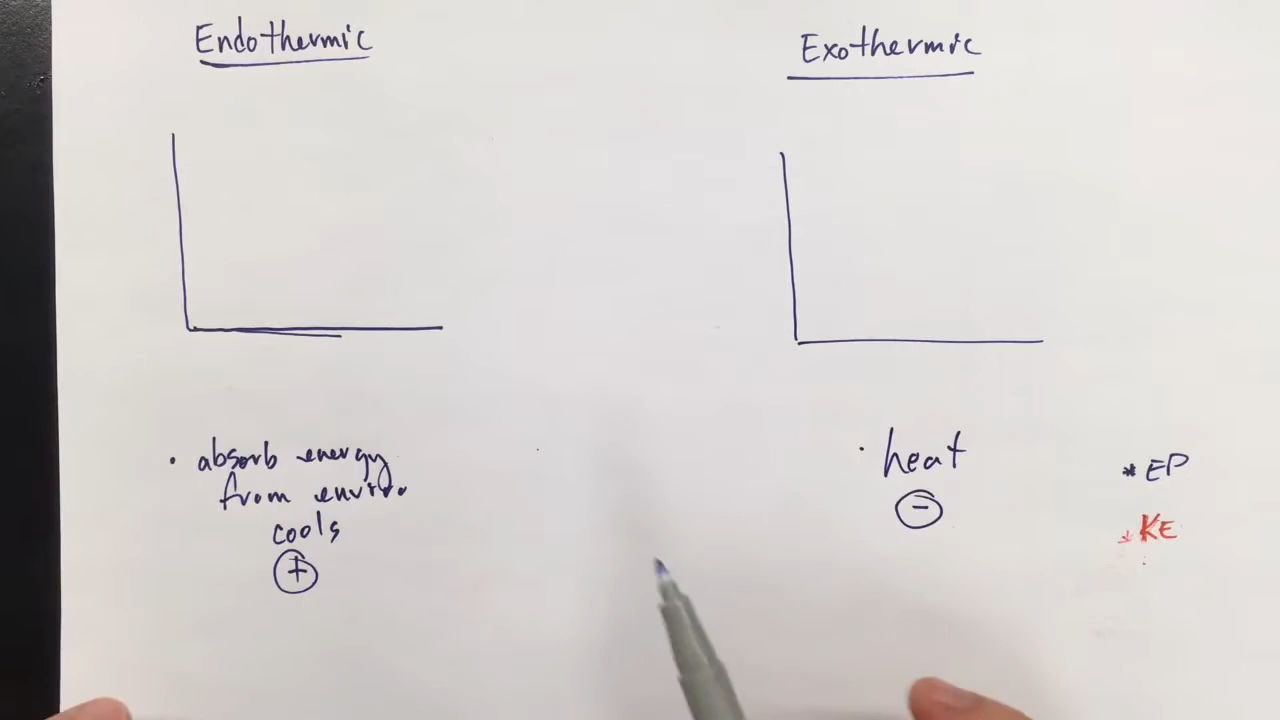 Endothermic
Exothermic
• absorb energy
from enviro.
cools
+
• heat
-
* EP
* KE